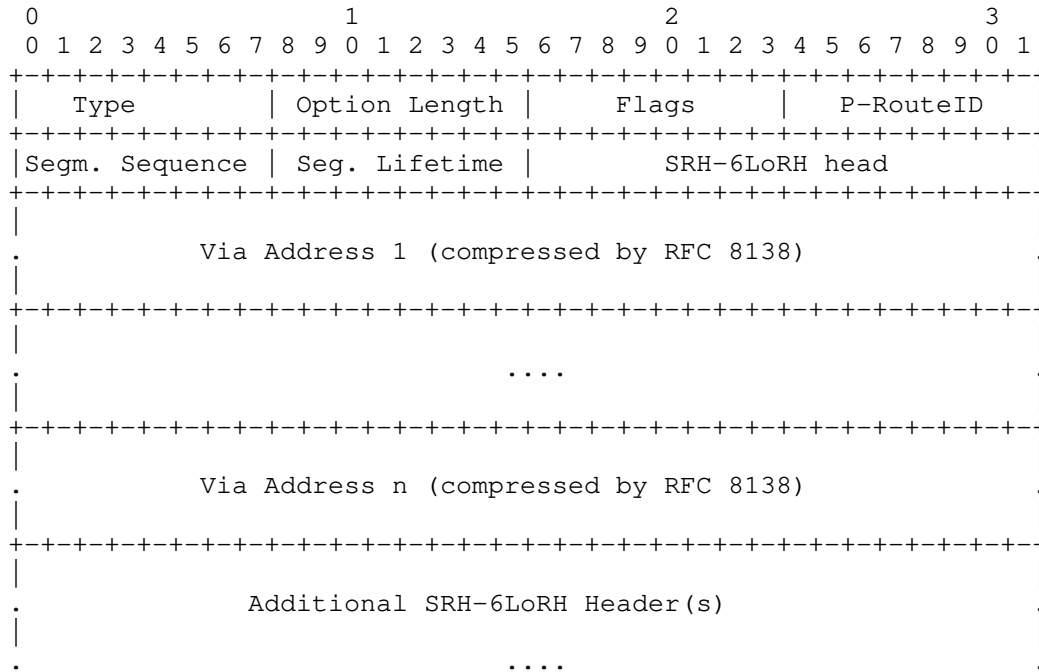 0 1 2 3
0 1 2 3 4 5 6 7 8 9 0 1 2 3 4 5 6 7 8 9 0 1 2 3 4 5 6 7 8 9 0 1
+-+-+-+-+-+-+-+-+-+-+-+-+-+-+-+-+-+-+-+-+-+-+-+-+-+-+-+-+-+-+-+-+-
| Type | Option Length | Flags | P-RouteID
+-+-+-+-+-+-+-+-+-+-+-+-+-+-+-+-+-+-+-+-+-+-+-+-+-+-+-+-+-+-+-+-+-
|Segm. Sequence | Seg. Lifetime | SRH-6LoRH head
+-+-+-+-+-+-+-+-+-+-+-+-+-+-+-+-+-+-+-+-+-+-+-+-+-+-+-+-+-+-+-+-+-
|
. Via Address 1 (compressed by RFC 8138) .
|
+-+-+-+-+-+-+-+-+-+-+-+-+-+-+-+-+-+-+-+-+-+-+-+-+-+-+-+-+-+-+-+-+-
|
. .... .
|
+-+-+-+-+-+-+-+-+-+-+-+-+-+-+-+-+-+-+-+-+-+-+-+-+-+-+-+-+-+-+-+-+-
|
. Via Address n (compressed by RFC 8138) .
|
+-+-+-+-+-+-+-+-+-+-+-+-+-+-+-+-+-+-+-+-+-+-+-+-+-+-+-+-+-+-+-+-+-
|
. Additional SRH-6LoRH Header(s) .
|
. .... .